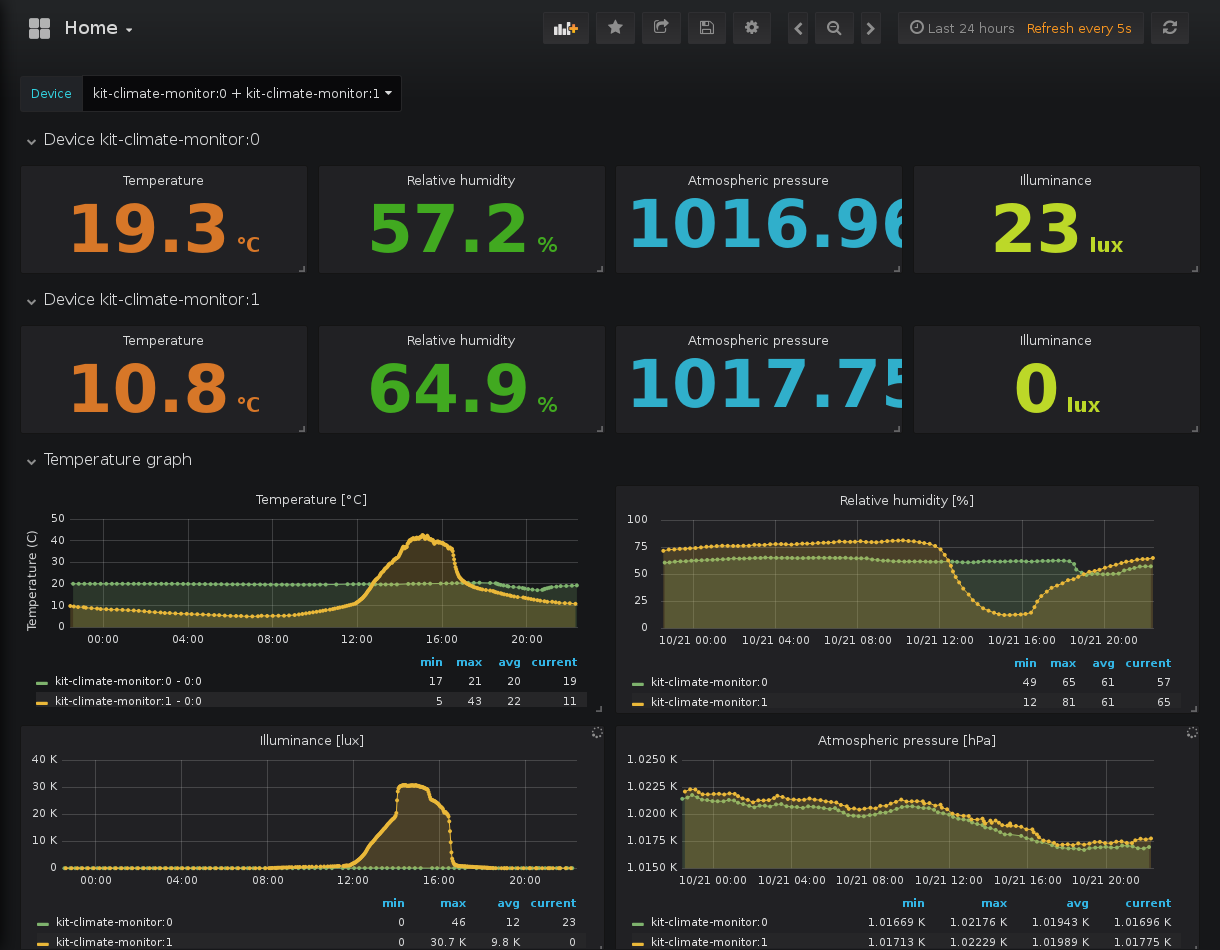 Home
Last 24 hours Refresh every 5s
Device kit-climate-monitor:0 + kit-climate-monitor:1
Device kit-climate-monitor:0
Temperature Relative humidity Atmospheric pressure Illuminance
19.3 °C 57.2 % 1016.96 23 lux
Device kit-climate-monitor:1
Temperature Relative humidity Atmospheric pressure Illuminance
10.8 °C 64.9 % 1017.75 0 lux
Temperature graph
Temperature [°C]
Temperature (C)
50
40
30
20
10
0
00:00 04:00 08:00 12:00 16:00 20:00
min max avg current
kit-climate-monitor:0 - 0:0 17 21 20 19
kit-climate-monitor:1 - 0:0 5 43 22 11
Relative humidity [%]
100
75
50
25
0
10/21 00:00 10/21 04:00 10/21 08:00 10/21 12:00 10/21 16:00 10/21 20:00
min max avg current
kit-climate-monitor:0 49 65 61 57
kit-climate-monitor:1 12 81 61 65
Illuminance [lux]
40 K
30 K
20 K
10 K
0
00:00 04:00 08:00 12:00 16:00 20:00
min max avg current
kit-climate-monitor:0 0 46 12 23
kit-climate-monitor:1 0 30.7 K 9.8 K 0
Atmospheric pressure [hPa]
1.0250 K
1.0225 K
1.0200 K
1.0175 K
1.0150 K
10/21 00:00 10/21 04:00 10/21 08:00 10/21 12:00 10/21 16:00 10/21 20:00
min max avg current
kit-climate-monitor:0 1.01669 K 1.02176 K 1.01943 K 1.01696 K
kit-climate-monitor:1 1.01713 K 1.02229 K 1.01989 K 1.01775 K